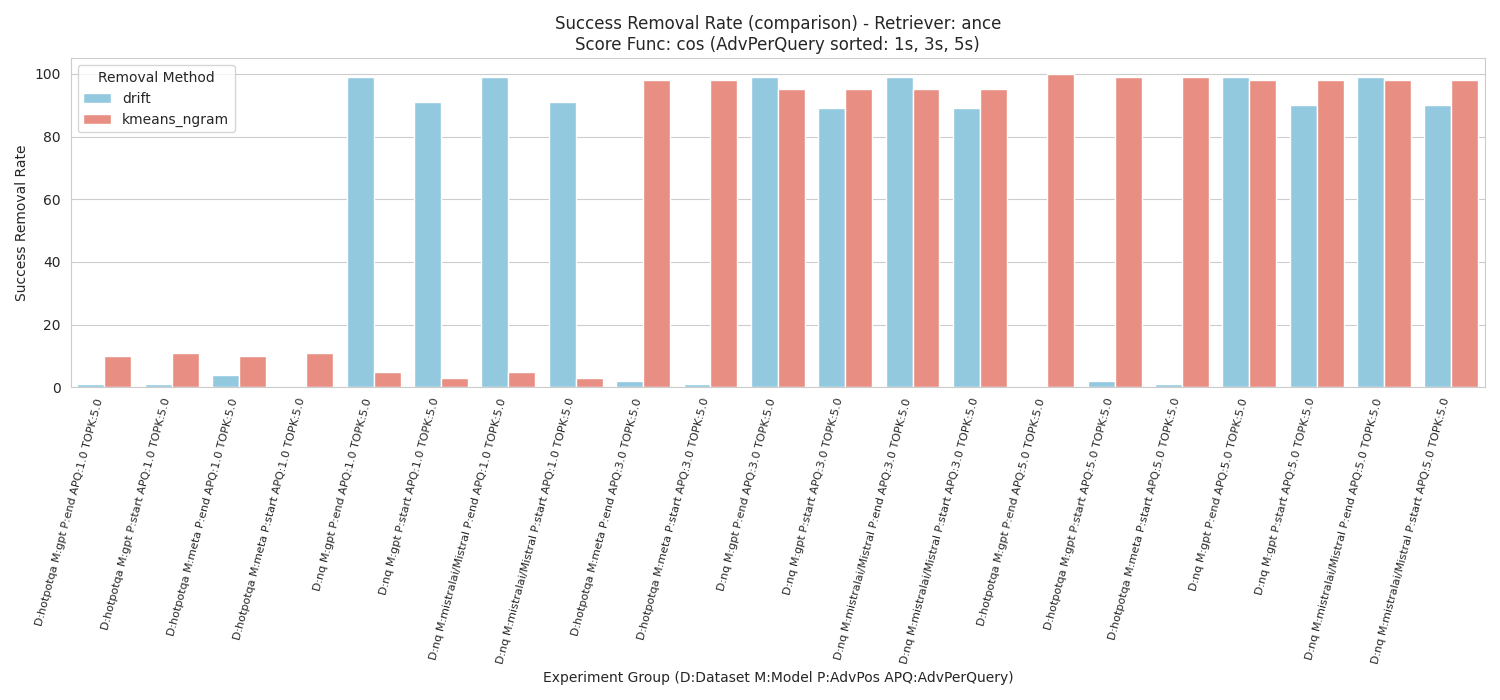 Success Removal Rate (comparison) - Retriever: ance
Score Func: cos (AdvPerQuery sorted: 1s, 3s, 5s)
Removal Method
drift
kmeans_ngram
Success Removal Rate
100
80
60
40
20
0
D:hotpotqa M:gpt P:end APQ:1.0 TOPK:5.0
D:hotpotqa M:gpt P:start APQ:1.0 TOPK:5.0
D:hotpotqa M:meta P:end APQ:1.0 TOPK:5.0
D:hotpotqa M:meta P:start APQ:1.0 TOPK:5.0
D:nq M:gpt P:end APQ:1.0 TOPK:5.0
D:nq M:gpt P:start APQ:1.0 TOPK:5.0
D:nq M:mistralai/Mistral P:end APQ:1.0 TOPK:5.0
D:nq M:mistralai/Mistral P:start APQ:1.0 TOPK:5.0
D:hotpotqa M:meta P:end APQ:3.0 TOPK:5.0
D:hotpotqa M:meta P:start APQ:3.0 TOPK:5.0
D:nq M:gpt P:end APQ:3.0 TOPK:5.0
D:nq M:gpt P:start APQ:3.0 TOPK:5.0
D:nq M:mistralai/Mistral P:end APQ:3.0 TOPK:5.0
D:nq M:mistralai/Mistral P:start APQ:3.0 TOPK:5.0
D:hotpotqa M:gpt P:end APQ:5.0 TOPK:5.0
D:hotpotqa M:gpt P:start APQ:5.0 TOPK:5.0
D:hotpotqa M:meta P:start APQ:5.0 TOPK:5.0
D:nq M:gpt P:end APQ:5.0 TOPK:5.0
D:nq M:gpt P:start APQ:5.0 TOPK:5.0
D:nq M:mistralai/Mistral P:end APQ:5.0 TOPK:5.0
D:nq M:mistralai/Mistral P:start APQ:5.0 TOPK:5.0
Experiment Group (D:Dataset M:Model P:AdvPos APQ:AdvPerQuery)